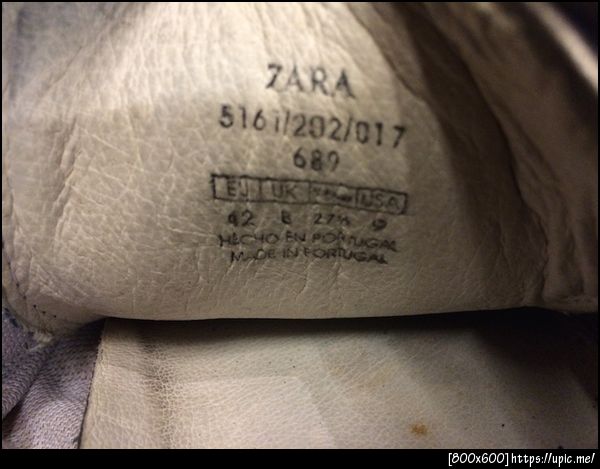 ZARA
5161/202/017
689
EU UK USA
42 8 27½ 9
HECHO EN PORTUGAL
MADE IN PORTUGAL
[800x600]https://upic.me/